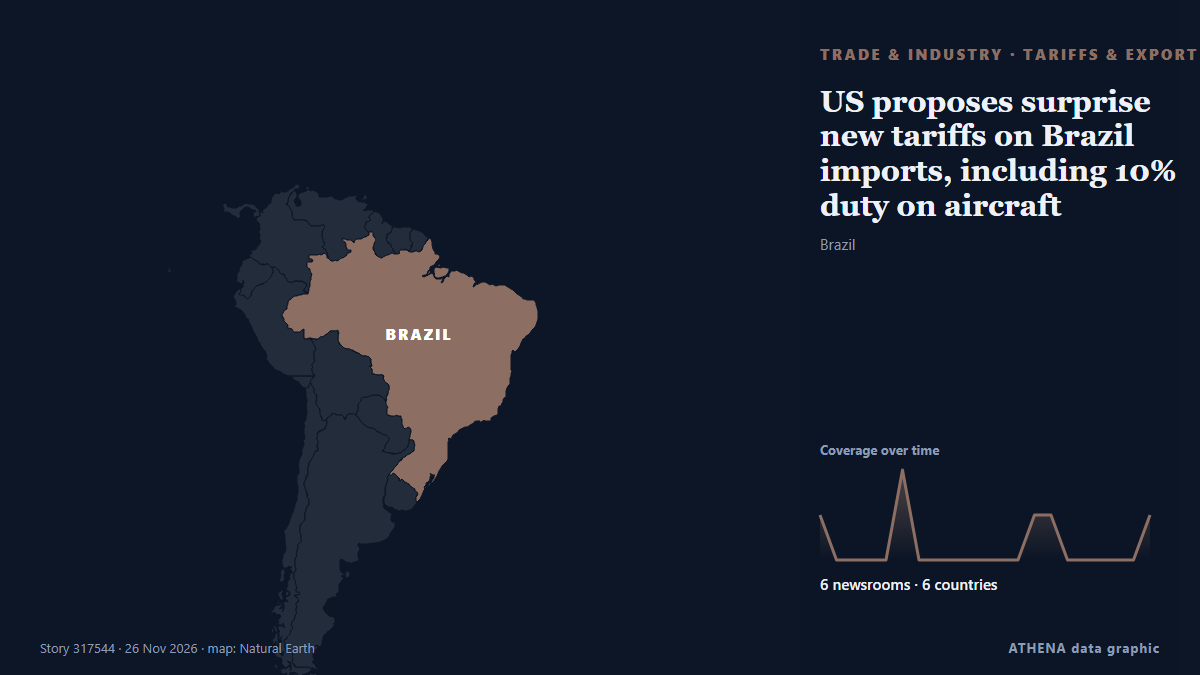 TRADE & INDUSTRY · TARIFFS & EXPORT
US proposes surprise
new tariffs on Brazil
imports, including 10%
duty on aircraft
Brazil
BRAZIL
Coverage over time
6 newsrooms · 6 countries
Story 317544 · 26 Nov 2026 · map: Natural Earth
ATHENA data graphic